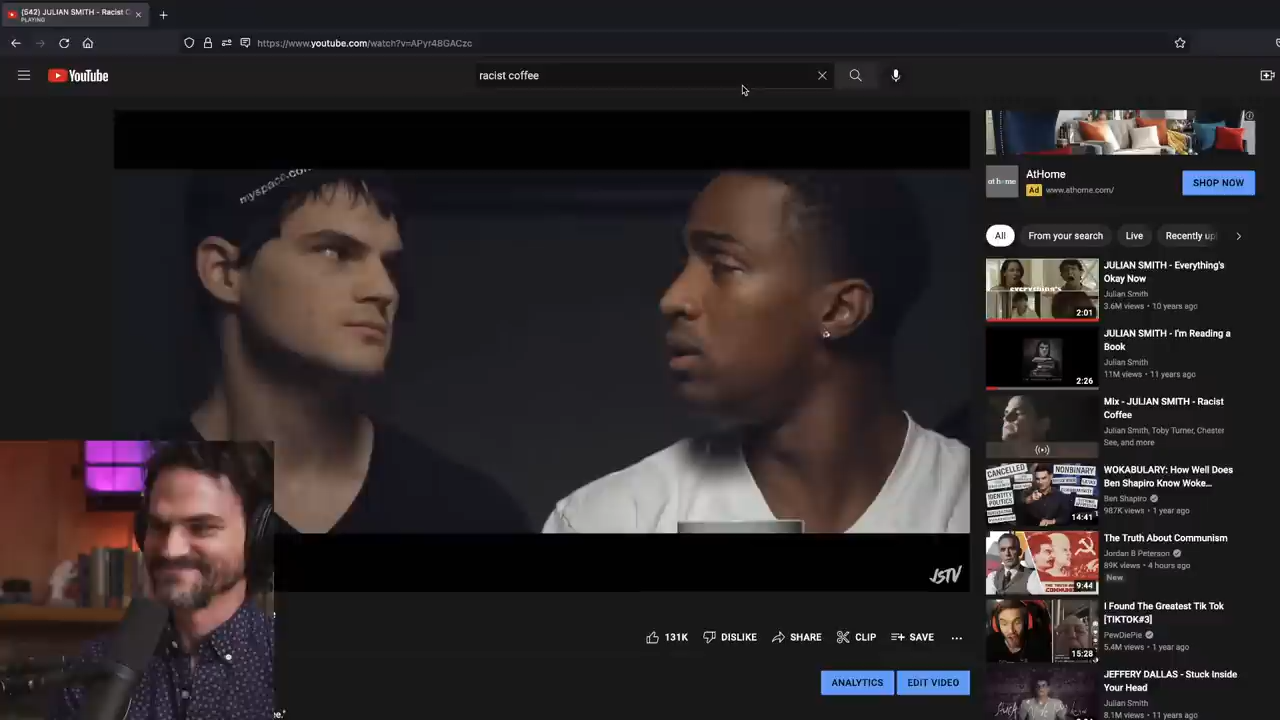 (542) JULIAN SMITH - Racist C
PLAYING
https://www.youtube.com/watch?v=APyr48GACzc
YouTube
racist coffee
myspace.com
JSTV
131K
DISLIKE
SHARE
CLIP
SAVE
ANALYTICS
EDIT VIDEO
at home
AtHome
Ad www.athome.com/
SHOP NOW
All
From your search
Live
Recently up
JULIAN SMITH - Everything's
Okay Now
Julian Smith
3.6M views • 10 years ago
2:01
JULIAN SMITH - I'm Reading a
Book
Julian Smith
11M views • 11 years ago
2:26
Mix - JULIAN SMITH - Racist
Coffee
Julian Smith, Toby Turner, Chester
See, and more
CANCELLED
NONBINARY
IDENTITY
POLITICS
WOKABULARY: How Well Does
Ben Shapiro Know Woke...
Ben Shapiro
987K views • 1 year ago
14:41
The Truth About Communism
Jordan B Peterson
89K views • 4 hours ago
New
9:44
I Found The Greatest Tik Tok
[TIKTOK#3]
PewDiePie
5.4M views • 1 year ago
15:28
JEFFERY DALLAS - Stuck Inside
Your Head
Julian Smith
8.1M views • 11 years ago